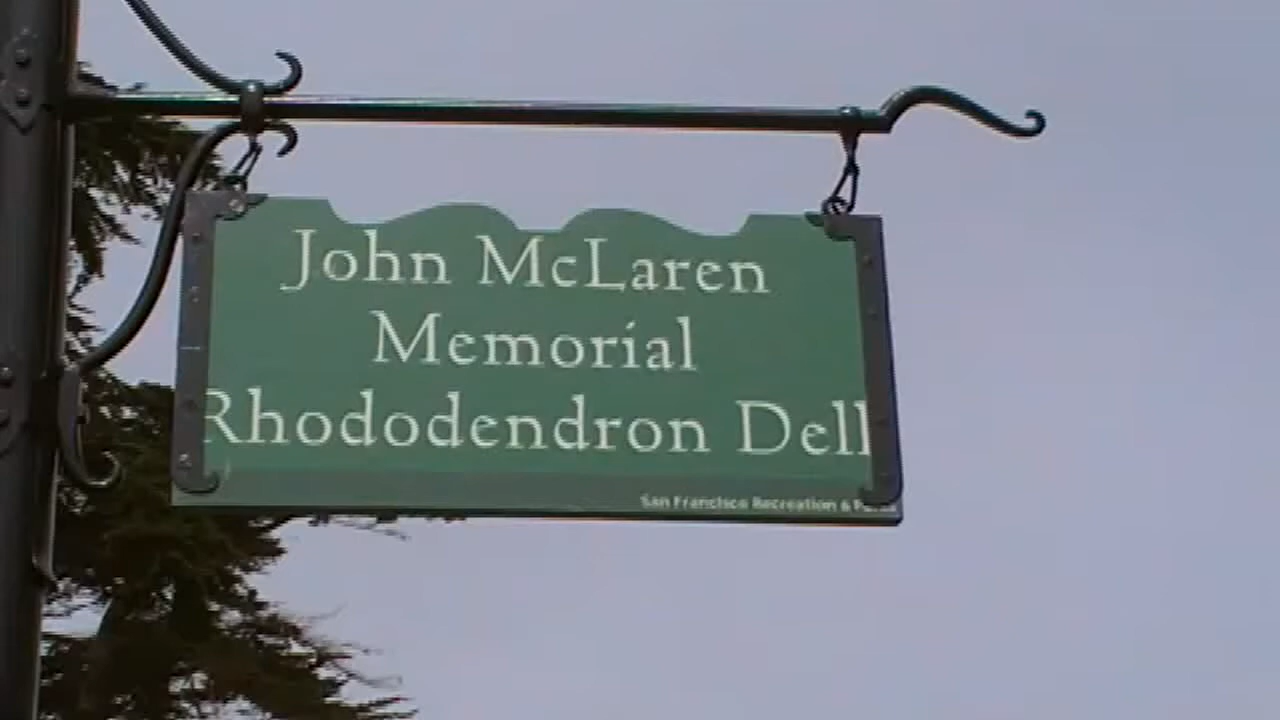 John McLaren
Memorial
Rhododendron Dell
San Francisco Recreation &